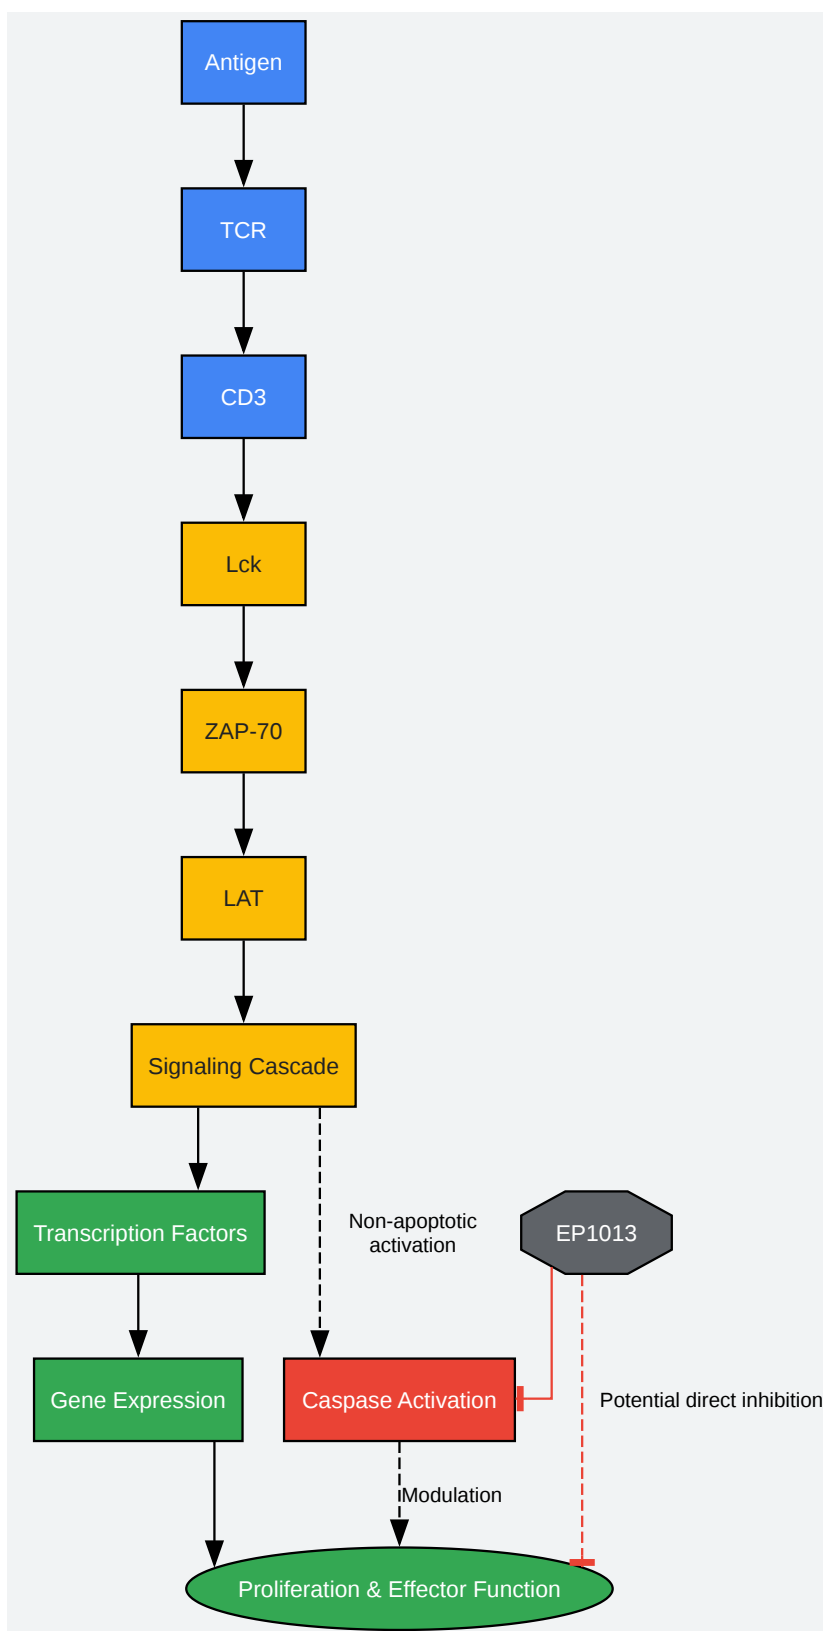 Antigen
TCR
CD3
Lck
ZAP-70
LAT
Signaling Cascade
Transcription Factors
Non-apoptotic
activation
EP1013
Gene Expression
Caspase Activation
Potential direct inhibition
Modulation
Proliferation & Effector Function